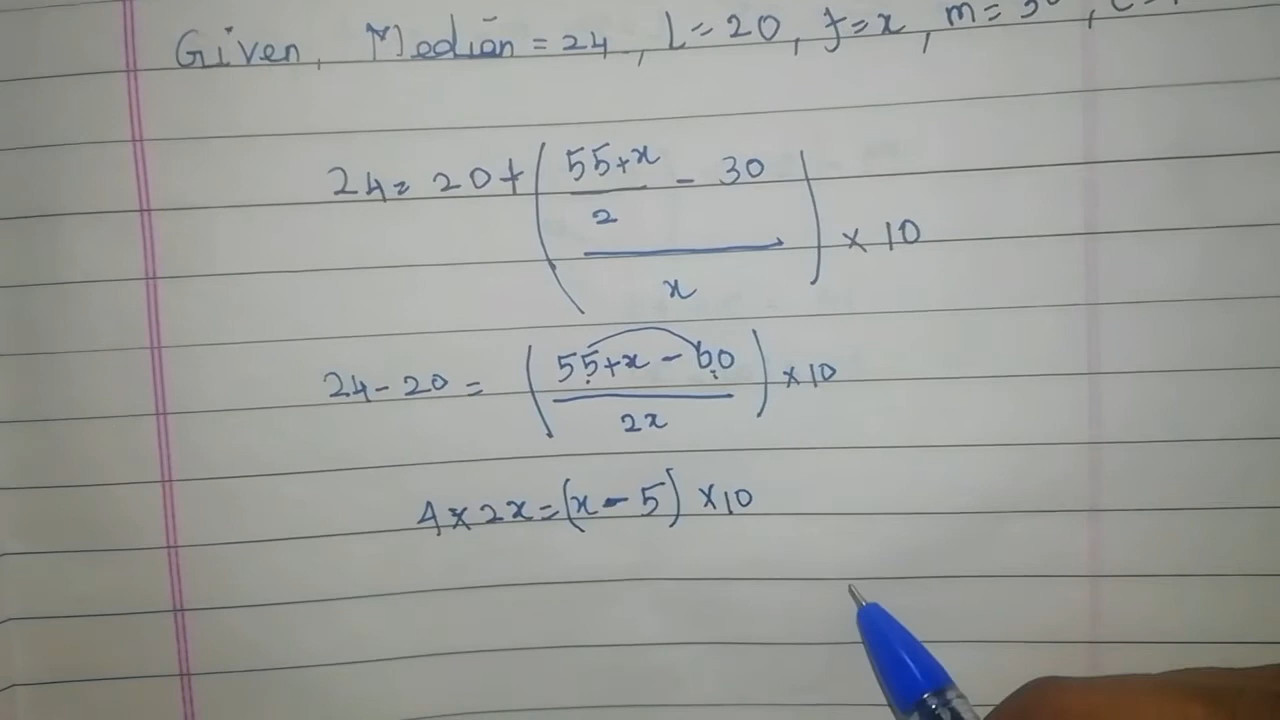 Given, Median = 24, L = 20, f = x, m = 30,
24 = 20 + ( 55+x
— - 30
2
x ) × 10
24 - 20 = ( 55+x - 60
2x ) × 10
4 × 2x = (x - 5) × 10